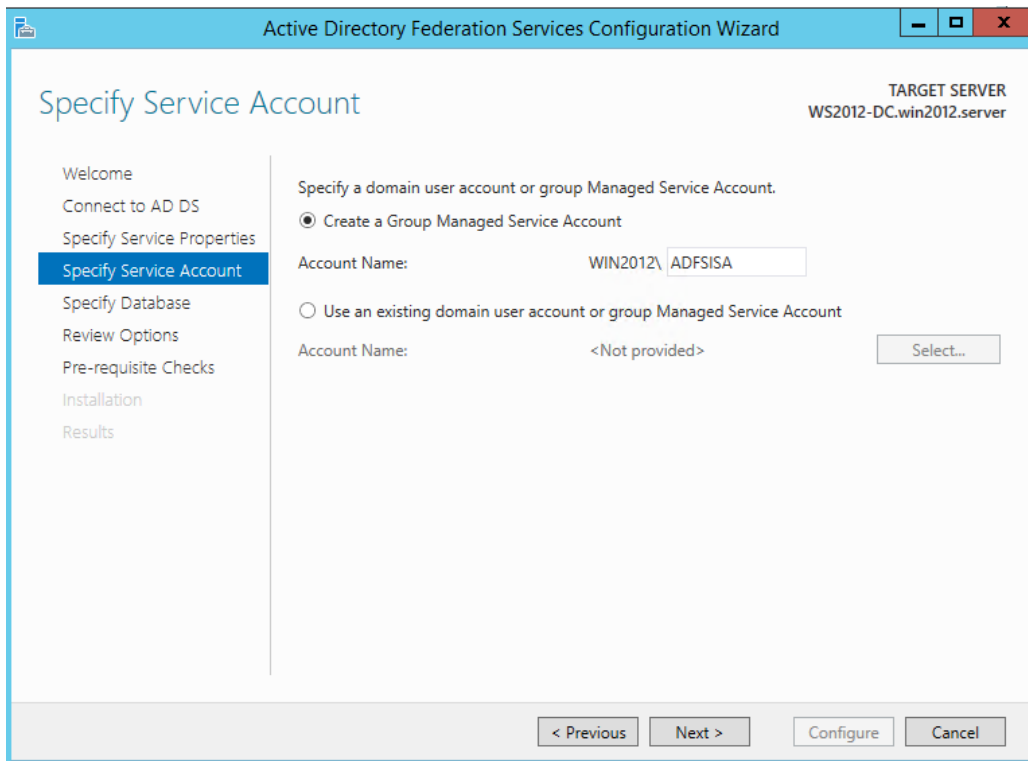 Active Directory Federation Services Configuration Wizard
Specify Service Account
TARGET SERVER
WS2012-DC.win2012.server
Welcome
Connect to AD DS
Specify Service Properties
Specify Service Account
Specify Database
Review Options
Pre-requisite Checks
Installation
Results
Specify a domain user account or group Managed Service Account.
Create a Group Managed Service Account
Account Name: WIN2012\ ADFSISA
Use an existing domain user account or group Managed Service Account
Account Name: <Not provided> Select...
< Previous Next > Configure Cancel